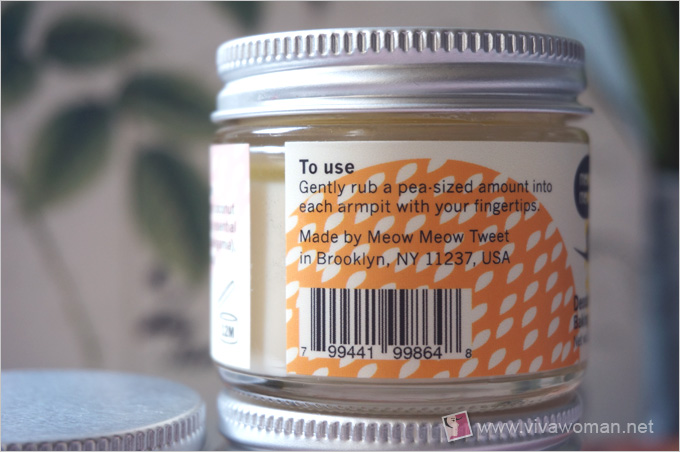 To use
Gently rub a pea-sized amount into
each armpit with your fingertips.
Made by Meow Meow Tweet
in Brooklyn, NY 11237, USA
7 99441 99864 8
www.vivawoman.net